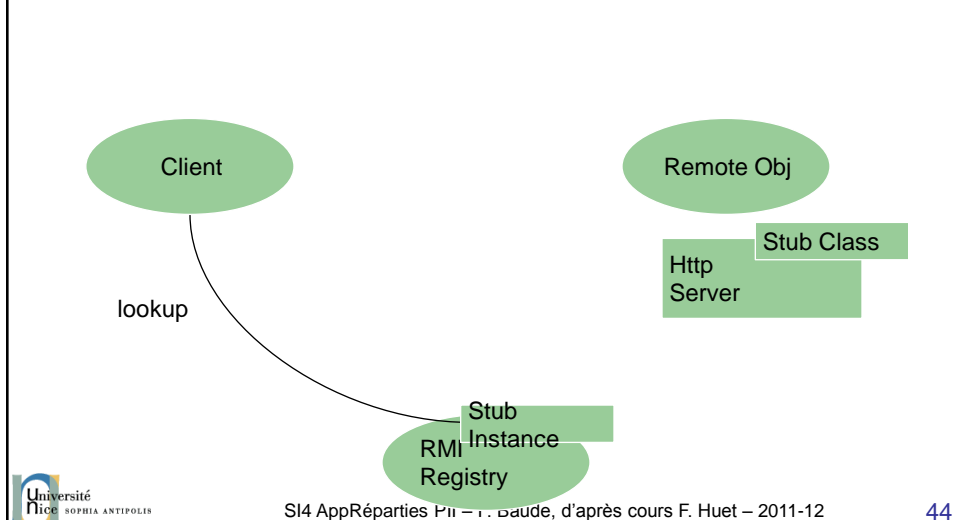 Client
Remote Obj
Stub Class
Http
Server
lookup
Stub
Instance
RMI
Registry
Université
nice SOPHIA ANTIPOLIS
SI4 AppRéparties PII – F. Baude, d'après cours F. Huet – 2011-12
44